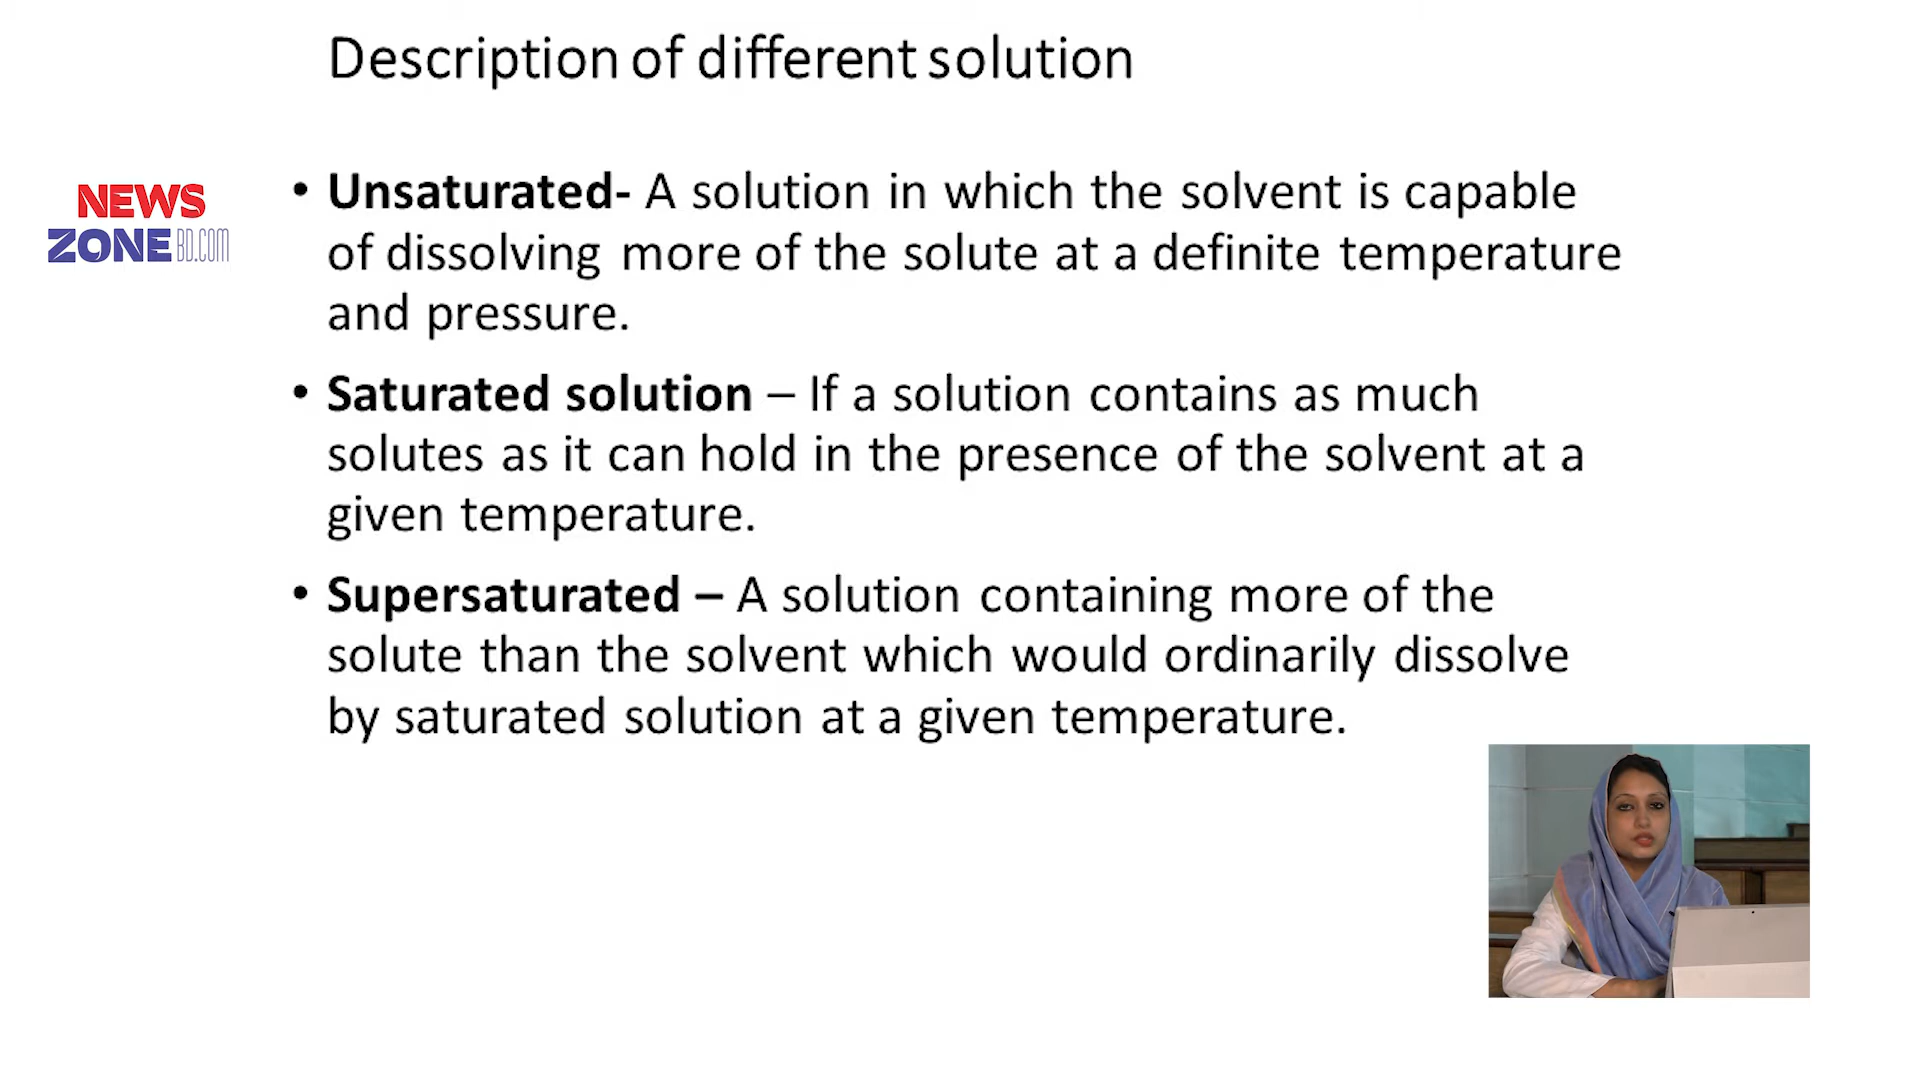 Description of different solution
NEWS
ZONE BD.COM
• Unsaturated- A solution in which the solvent is capable
of dissolving more of the solute at a definite temperature
and pressure.
• Saturated solution – If a solution contains as much
solutes as it can hold in the presence of the solvent at a
given temperature.
• Supersaturated – A solution containing more of the
solute than the solvent which would ordinarily dissolve
by saturated solution at a given temperature.